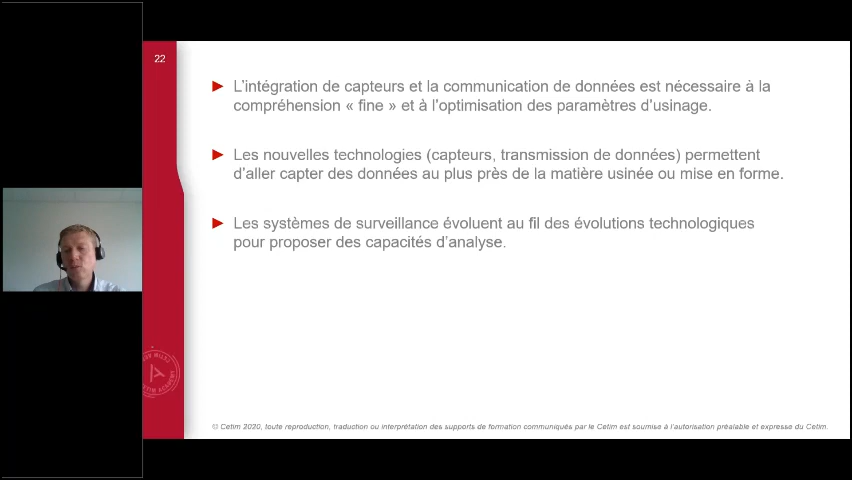 22
L'intégration de capteurs et la communication de données est nécessaire à la
compréhension « fine » et à l'optimisation des paramètres d'usinage.
Les nouvelles technologies (capteurs, transmission de données) permettent
d'aller capter des données au plus près de la matière usinée ou mise en forme.
Les systèmes de surveillance évoluent au fil des évolutions technologiques
pour proposer des capacités d'analyse.
© Cetim 2020, toute reproduction, traduction ou interprétation des supports de formation communiqués par le Cetim est soumise à l'autorisation préalable et expresse du Cetim.